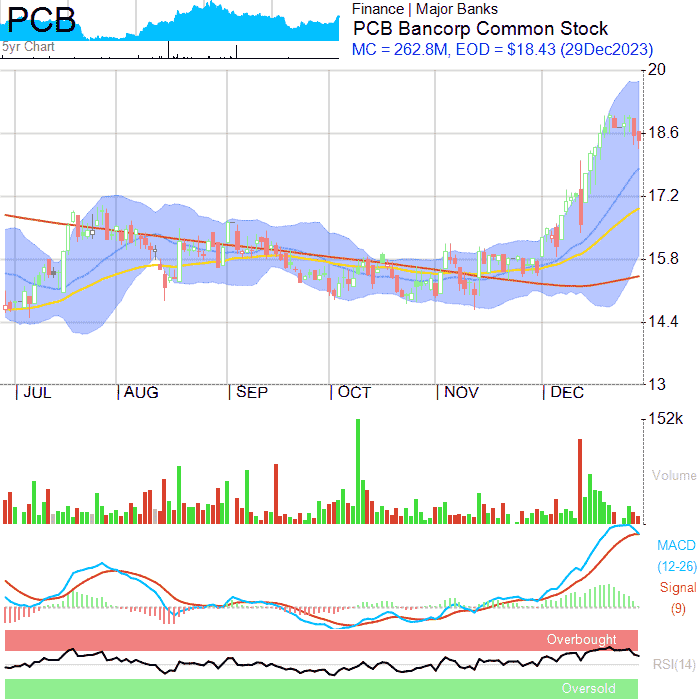 PCB
5yr Chart
Finance | Major Banks
PCB Bancorp Common Stock
MC = 262.8M, EOD = $18.43 (29Dec2023)
20
18.6
17.2
15.8
14.4
13
JUL AUG SEP OCT NOV DEC
152k
Volume
MACD
(12-26)
Signal
(9)
Overbought
RSI(14)
Oversold